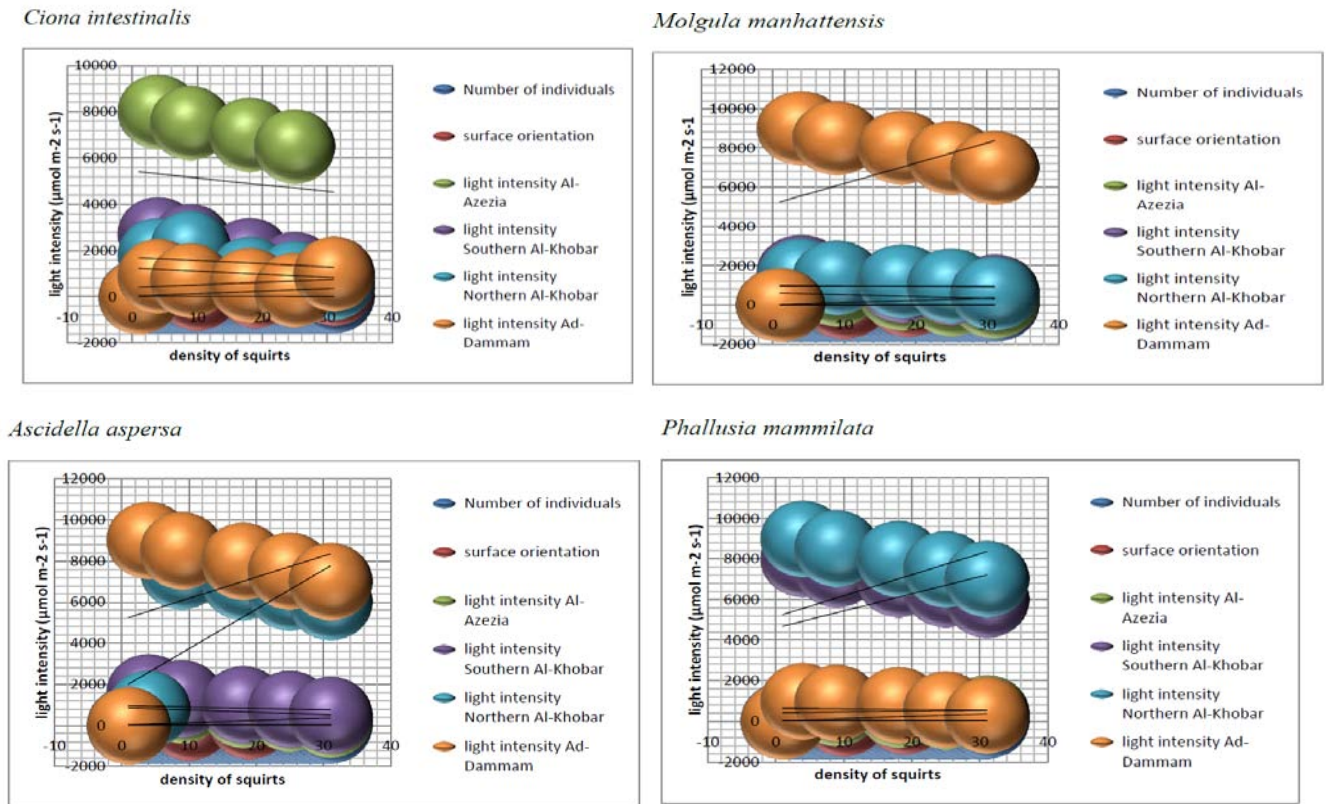 Ciona intestinalis
10000
8000
6000
4000
2000
0
-2000
-10
0
10
20
30
40
light intensity (µmol m-2 s-1)
density of squirts
Number of individuals
surface orientation
light intensity Al-
Azezia
light intensity
Southern Al-Khobar
light intensity
Northern Al-Khobar
light intensity Ad-
Dammam
Molgula manhattensis
12000
10000
8000
6000
4000
2000
0
-2000
-10
0
10
20
30
40
light intensity (µmol m-2 s-1
density of squirts
Number of individuals
surface orientation
light intensity Al-
Azezia
light intensity
Southern Al-Khobar
light intensity
Northern Al-Khobar
light intensity Ad-
Dammam
Ascidella aspersa
12000
10000
8000
6000
4000
2000
0
-2000
-10
0
10
20
30
40
light intensity (µmol m-2 s-1)
density of squirts
Number of individuals
surface orientation
light intensity Al-
Azezia
light intensity
Southern Al-Khobar
light intensity
Northern Al-Khobar
light intensity Ad-
Dammam
Phallusia mammilata
12000
10000
8000
6000
4000
2000
0
-2000
-10
0
10
20
30
40
light intensity (µmol m-2 s-1)
density of squirts
Number of individuals
surface orientation
light intensity Al-
Azezia
light intensity
Southern Al-Khobar
light intensity
Northern Al-Khobar
light intensity Ad-
Dammam